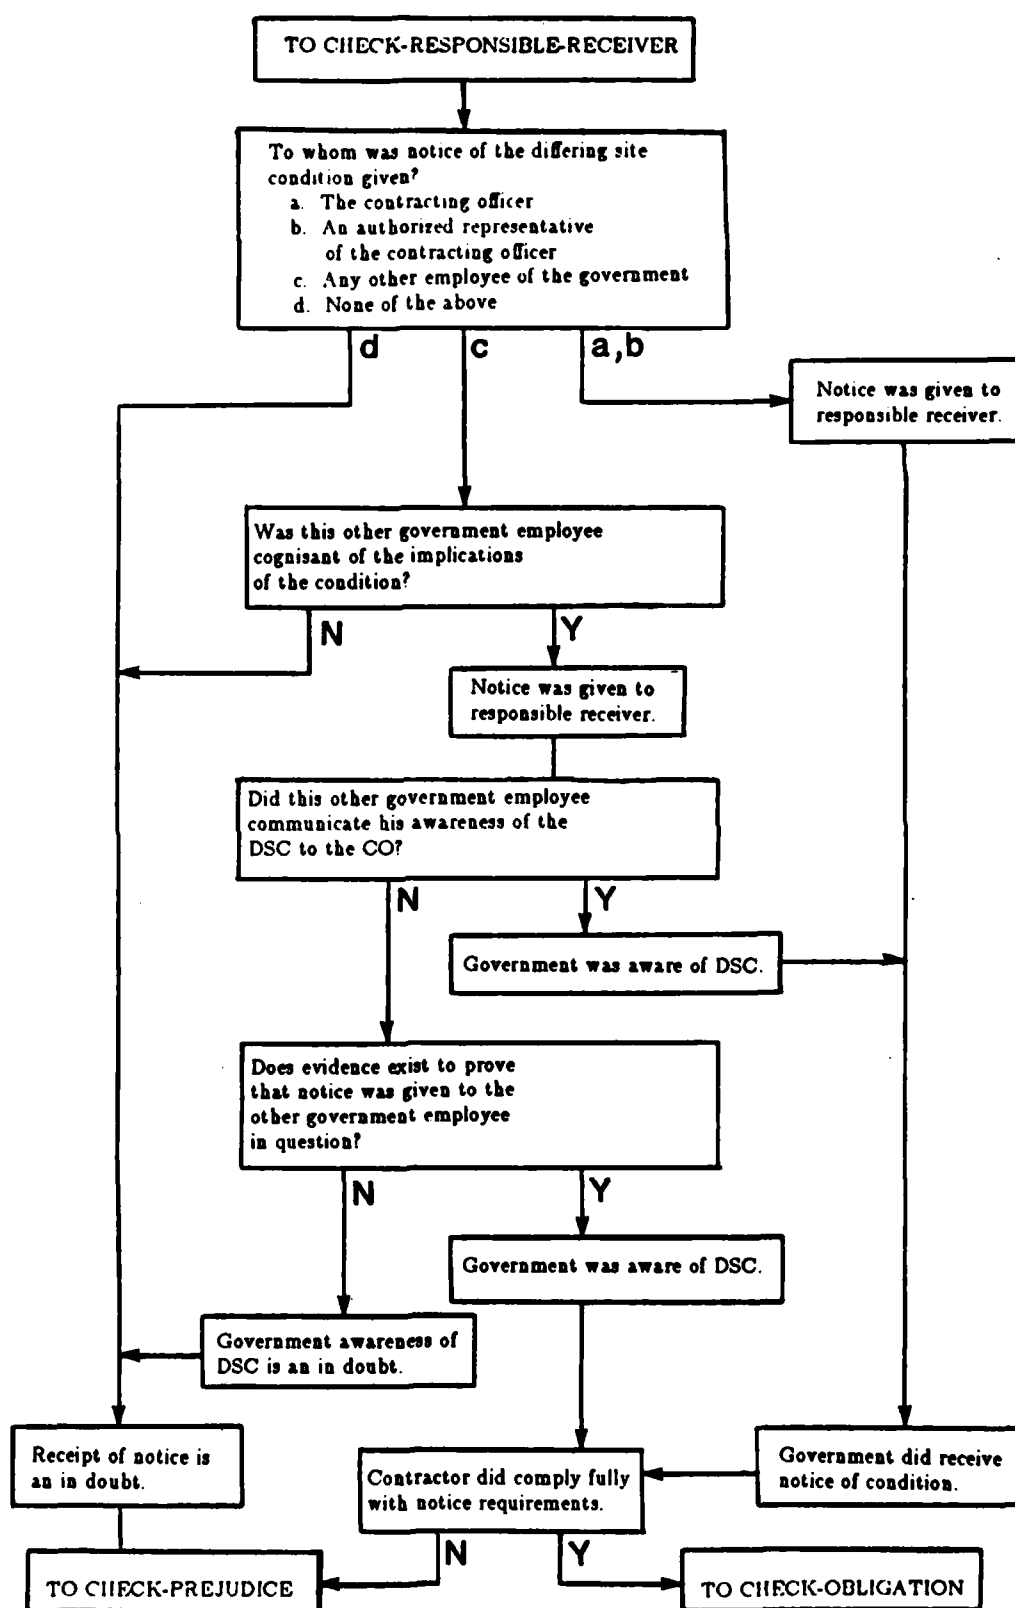 TO CHECK-RESPONSIBLE-RECEIVER
To whom was notice of the differing site
condition given?
a. The contracting officer
b. An authorized representative
of the contracting officer
c. Any other employee of the government
d. None of the above
d
c
a,b
Notice was given to
responsible receiver.
Was this other government employee
cognisant of the implications
of the condition?
N
Y
Notice was given to
responsible receiver.
Did this other government employee
communicate his awareness of the
DSC to the CO?
N
Y
Government was aware of DSC.
Does evidence exist to prove
that notice was given to the
other government employee
in question?
N
Y
Government was aware of DSC.
Government awareness of
DSC is an in doubt.
Receipt of notice is
an in doubt.
Contractor did comply fully
with notice requirements.
Government did receive
notice of condition.
N
Y
TO CHECK-PREJUDICE
TO CHECK-OBLIGATION